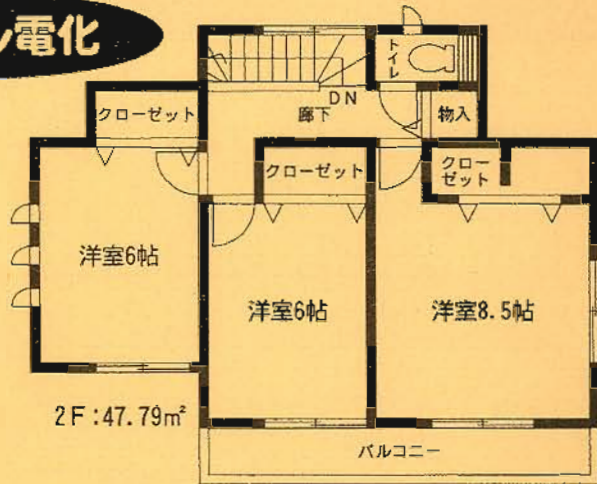 電化
トイレ
DN
クローゼット
廊下
物入
クローゼット
クロー
ゼット
洋室6帖
洋室6帖
洋室8.5帖
2F:47.79㎡
バルコニー